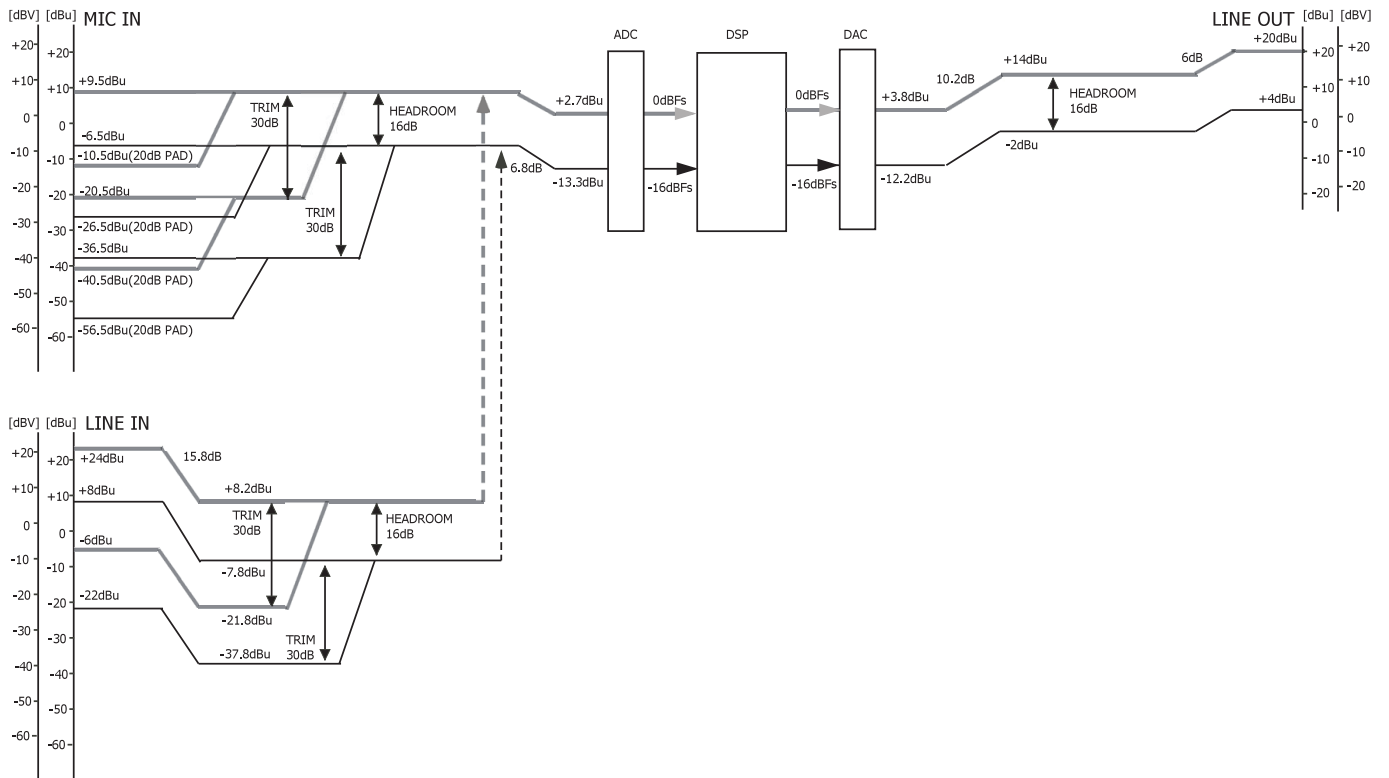 [dBV] [dBu] MIC IN
+20
+10
0
-10
-20
-30
-40
-50
-60
+20
+10
0
-10
-20
-30
-40
-50
-60
+9.5dBu
-6.5dBu
-10.5dBu(20dB PAD)
-20.5dBu
-26.5dBu(20dB PAD)
-36.5dBu
-40.5dBu(20dB PAD)
-56.5dBu(20dB PAD)
TRIM
30dB
TRIM
30dB
HEADROOM
16dB
6.8dB
+2.7dBu
-13.3dBu
ADC
0dBFs
-16dBFs
DSP
0dBFs
-16dBFs
DAC
+3.8dBu
-12.2dBu
10.2dB
+14dBu
HEADROOM
16dB
-2dBu
6dB
LINE OUT
+20dBu
+4dBu
[dBu] [dBV]
+20
+10
0
-10
-20
+20
+10
0
-10
-20
[dBV] [dBu] LINE IN
+20
+10
0
-10
-20
-30
-40
-50
-60
+20
+10
0
-10
-20
-30
-40
-50
-60
+24dBu
+8dBu
-6dBu
-22dBu
15.8dB
+8.2dBu
TRIM
30dB
-7.8dBu
-21.8dBu
-37.8dBu
TRIM
30dB
HEADROOM
16dB